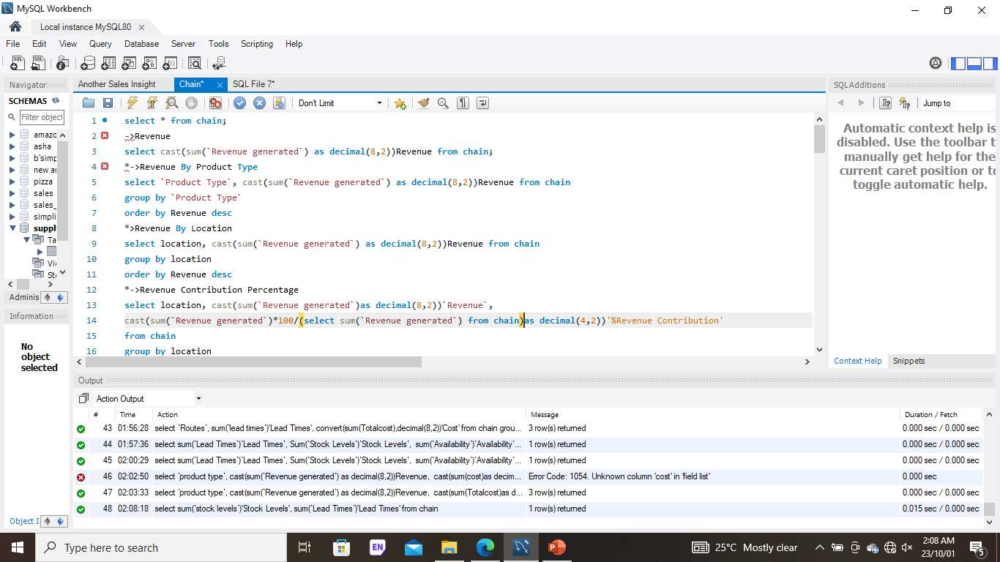 MySQL Workbench
Local instance MySQL80
File Edit View Query Database Server Tools Scripting Help
Navigator
SCHEMAS
Filter object
amazo
asha
b'simp
new ar
pizza
sales
sales_
simpli
suppl
Ta
Vie
Sto
Adminis
Information
No
object
selected
Object I
Another Sales Insight Chain* SQL File 7*
Don't Limit
1 select * from chain;
2 ->Revenue
3 select cast(sum(`Revenue generated`) as decimal(8,2))Revenue from chain;
4 *->Revenue By Product Type
5 select `Product Type`, cast(sum(`Revenue generated`) as decimal(8,2))Revenue from chain
6 group by `Product Type`
7 order by Revenue desc
8 *>Revenue By Location
9 select location, cast(sum(`Revenue generated`) as decimal(8,2))Revenue from chain
10 group by location
11 order by Revenue desc
12 *->Revenue Contribution Percentage
13 select location, cast(sum(`Revenue generated`)as decimal(8,2))`Revenue`,
14 cast(sum(`Revenue generated`)*100/(select sum(`Revenue generated`) from chain)as decimal(4,2))'%Revenue Contribution'
15 from chain
16 group by location
SQLAdditions
Jump to
Automatic context help is
disabled. Use the toolbar t
manually get help for the
current caret position or to
toggle automatic help.
Context Help Snippets
Output
Action Output
# Time Action Message Duration / Fetch
43 01:56:28 select `Routes`, sum(`lead times`)'Lead Times', convert(sum(Totalcost),decimal(8,2))'Cost' from chain grou... 3 row(s) returned 0.000 sec / 0.000 sec
44 01:57:36 select sum(`Lead Times`)`Lead Times`, Sum(`Stock Levels`)`Stock Levels`, sum(`Availability`)`Availability`... 1 row(s) returned 0.000 sec / 0.000 sec
45 02:00:29 select sum(`Lead Times`)`Lead Times`, Sum(`Stock Levels`)`Stock Levels`, sum(`Availability`)`Availability`... 1 row(s) returned 0.000 sec / 0.000 sec
46 02:02:50 select `product type`, cast(sum(`Revenue generated`) as decimal(8,2))Revenue, cast(sum(cost)as decim... Error Code: 1054. Unknown column 'cost' in 'field list' 0.000 sec
47 02:03:33 select `product type`, cast(sum(`Revenue generated`) as decimal(8,2))Revenue, cast(sum(Totalcost)as d... 3 row(s) returned 0.000 sec / 0.000 sec
48 02:08:18 select sum(`stock levels`)'Stock Levels', sum(`Lead Times`)'Lead Times' from chain 1 row(s) returned 0.015 sec / 0.000 sec
Type here to search
EN
25°C Mostly clear
2:08 AM
23/10/01
5